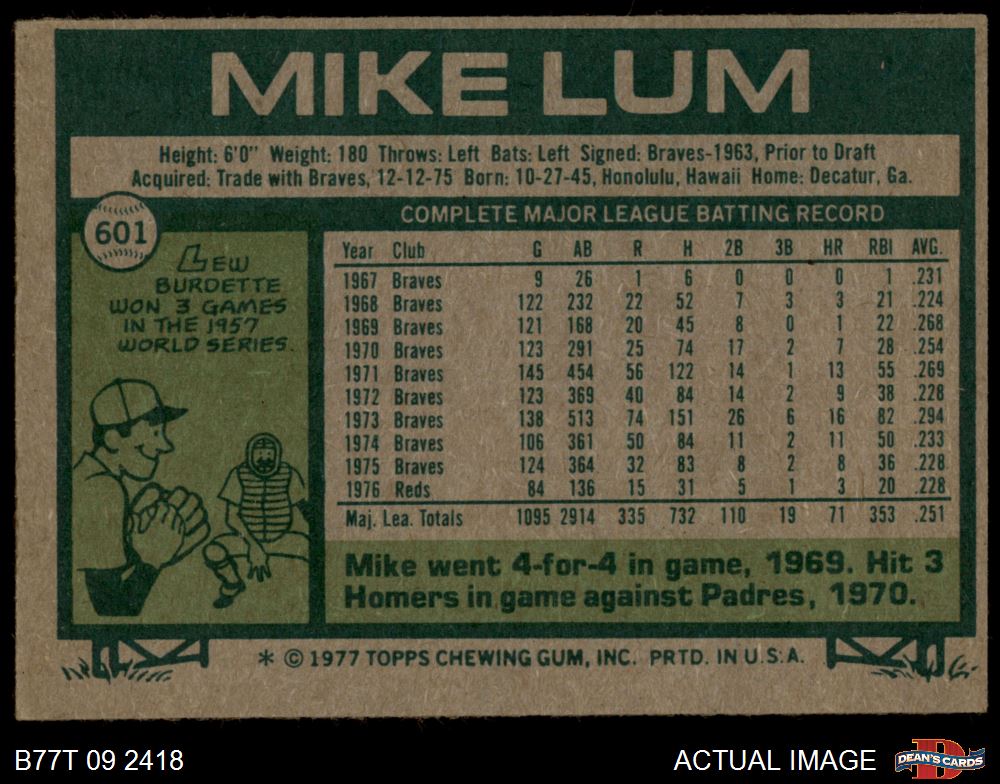 MIKE LUM
Height: 6'0" Weight: 180 Throws: Left Bats: Left Signed: Braves-1963, Prior to Draft
Acquired: Trade with Braves, 12-12-75 Born: 10-27-45, Honolulu, Hawaii Home: Decatur, Ga.
601
LEW
BURDETTE
WON 3 GAMES
IN THE 1957
WORLD SERIES.
COMPLETE MAJOR LEAGUE BATTING RECORD
Year Club G AB R H 2B 3B HR RBI AVG.
1967 Braves 9 26 1 6 0 0 0 1 .231
1968 Braves 122 232 22 52 7 3 3 21 .224
1969 Braves 121 168 20 45 8 0 1 22 .268
1970 Braves 123 291 25 74 17 2 7 28 .254
1971 Braves 145 454 56 122 14 1 13 55 .269
1972 Braves 123 369 40 84 14 2 9 38 .228
1973 Braves 138 513 74 151 26 6 16 82 .294
1974 Braves 106 361 50 84 11 2 11 50 .233
1975 Braves 124 364 32 83 8 2 8 36 .228
1976 Reds 84 136 15 31 5 1 3 20 .228
Maj. Lea. Totals 1095 2914 335 732 110 19 71 353 .251
Mike went 4-for-4 in game, 1969. Hit 3
Homers in game against Padres, 1970.
* © 1977 TOPPS CHEWING GUM, INC. PRTD. IN U.S.A.
B77T 09 2418
ACTUAL IMAGE
D
DEAN'S CARDS